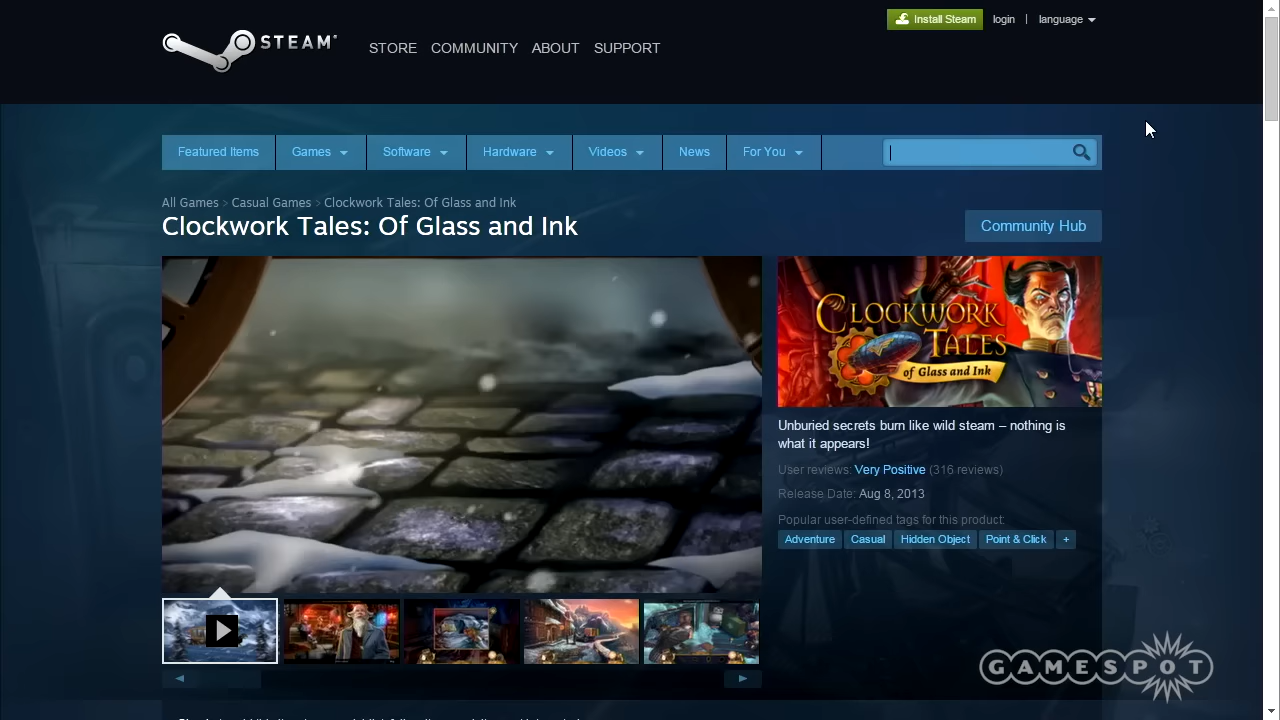 Install Steam login | language
STEAM
STORE COMMUNITY ABOUT SUPPORT
Featured Items Games Software Hardware Videos News For You
All Games > Casual Games > Clockwork Tales: Of Glass and Ink
Clockwork Tales: Of Glass and Ink
Community Hub
CLOCKWORK
TALES
of Glass and Ink
Unburied secrets burn like wild steam – nothing is
what it appears!
User reviews: Very Positive (316 reviews)
Release Date: Aug 8, 2013
Popular user-defined tags for this product:
Adventure Casual Hidden Object Point & Click +
GAMESPOT